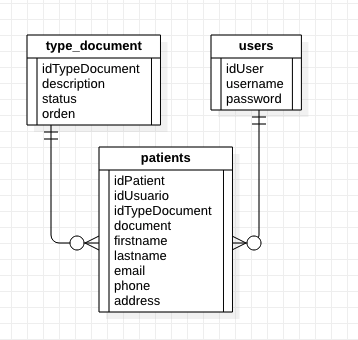 type_document
idTypeDocument
description
status
orden
users
idUser
username
password
patients
idPatient
idUsuario
idTypeDocument
document
firstname
lastname
email
phone
address